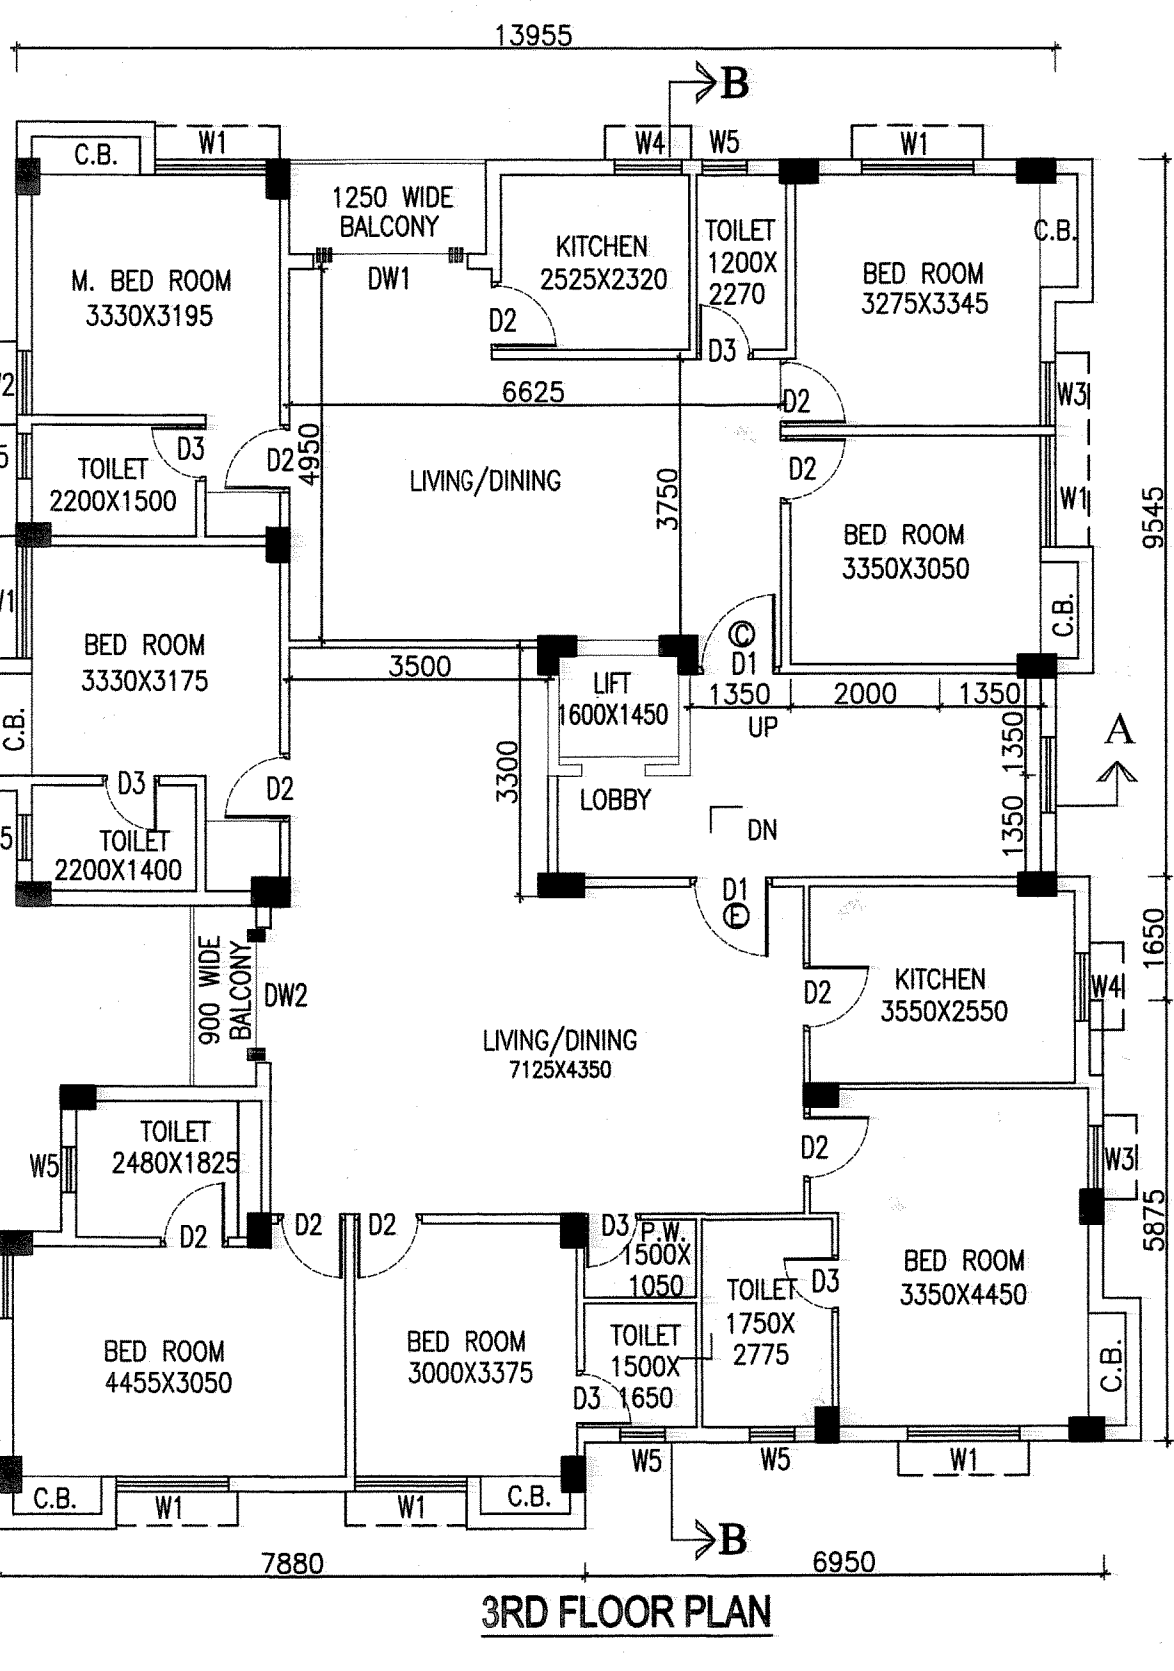 13955
B
W1
W4
W5
W1
C.B.
1250 WIDE
BALCONY
KITCHEN
2525X2320
TOILET
1200X
2270
C.B.
M. BED ROOM
3330X3195
DW1
BED ROOM
3275X3345
D2
D3
6625
D2
W3
D3
D2
4950
LIVING/DINING
3750
D2
TOILET
2200X1500
W1
9545
BED ROOM
3350X3050
BED ROOM
3330X3175
C.B.
C
D1
3500
LIFT
1600X1450
1350
2000
1350
UP
1350
A
C.B.
3300
D3
D2
LOBBY
DN
1350
TOILET
2200X1400
D1
E
900 WIDE
BALCONY
DW2
D2
KITCHEN
3550X2550
W4
1650
LIVING/DINING
7125X4350
TOILET
2480X1825
W5
D2
W3
D2
D2
D2
D3
P.W.
1500X
1050
5875
BED ROOM
3350X4450
TOILET
1750X
2775
D3
BED ROOM
4455X3050
BED ROOM
3000X3375
TOILET
1500X
1650
D3
C.B.
W5
W5
W1
C.B.
W1
W1
C.B.
B
7880
6950
3RD FLOOR PLAN